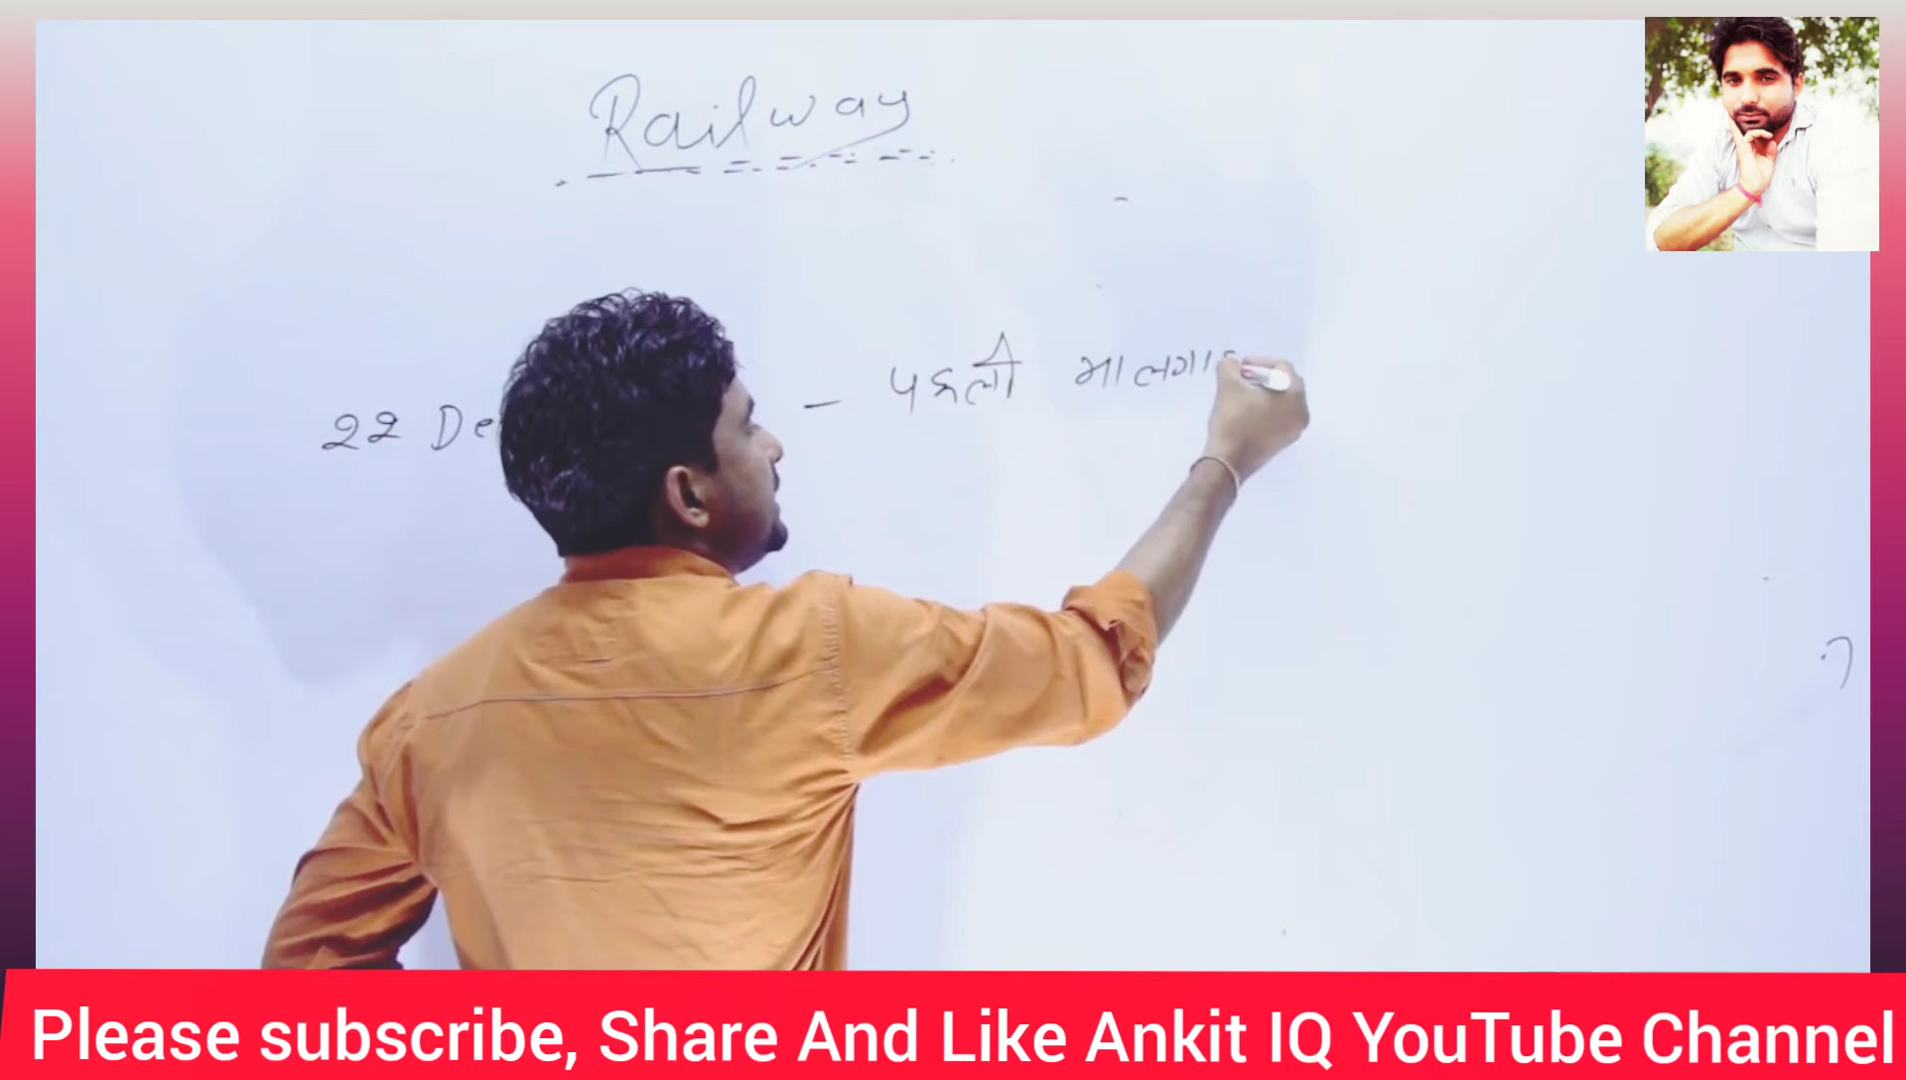 Railway
22 De – पहली मालगा
Please subscribe, Share And Like Ankit IQ YouTube Channel